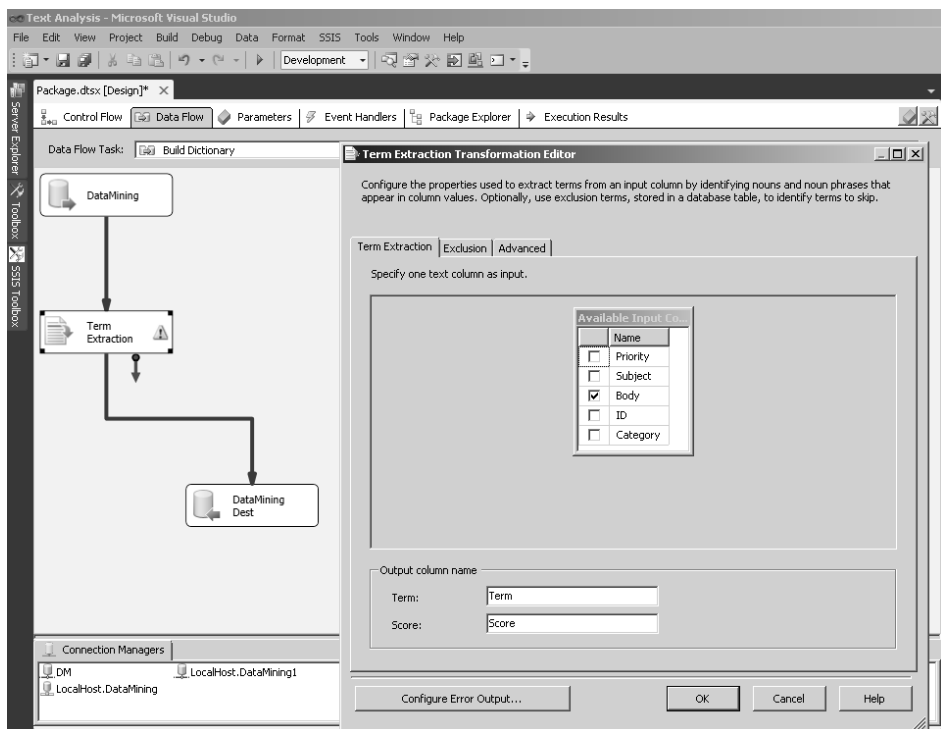 Text Analysis - Microsoft Visual Studio
File Edit View Project Build Debug Data Format SSIS Tools Window Help
Development
Package.dtsx [Design]*
Control Flow Data Flow Parameters Event Handlers Package Explorer Execution Results
Data Flow Task: Build Dictionary
Server Explorer
Toolbox
SSIS Toolbox
DataMining
Term
Extraction
DataMining
Dest
Connection Managers
DM LocalHost.DataMining1
LocalHost.DataMining
Term Extraction Transformation Editor
Configure the properties used to extract terms from an input column by identifying nouns and noun phrases that
appear in column values. Optionally, use exclusion terms, stored in a database table, to identify terms to skip.
Term Extraction Exclusion Advanced
Specify one text column as input.
Available Input Co...
Name
Priority
Subject
Body
ID
Category
Output column name
Term: Term
Score: Score
Configure Error Output... OK Cancel Help